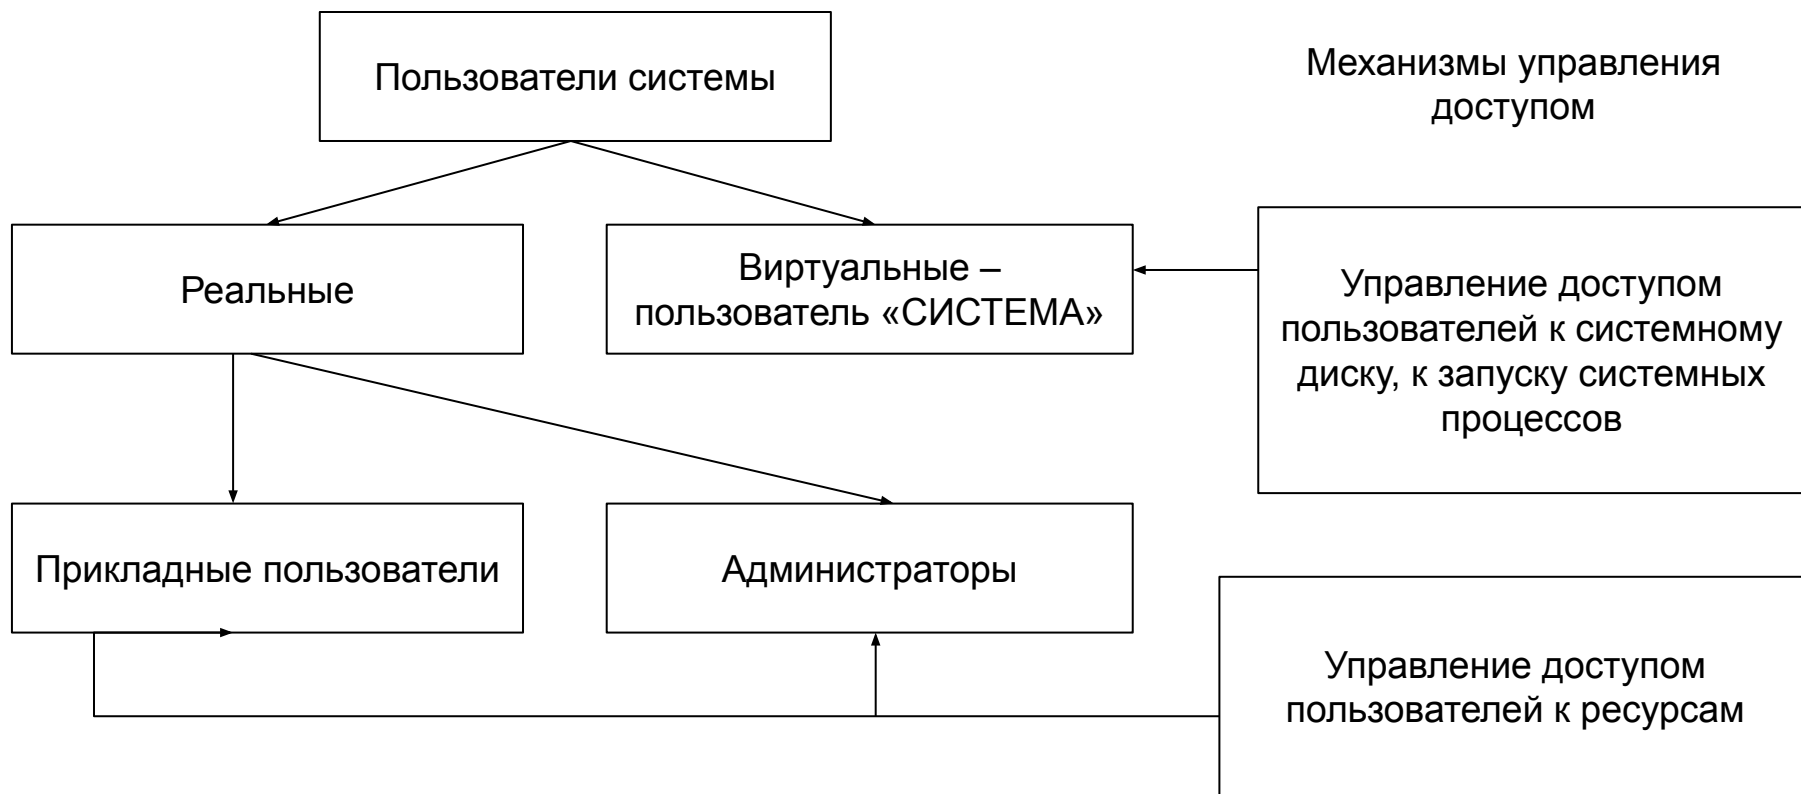 Пользователи системы
Механизмы управления
доступом
Реальные
Виртуальные –
пользователь «СИСТЕМА»
Управление доступом
пользователей к системному
диску, к запуску системных
процессов
Прикладные пользователи
Администраторы
Управление доступом
пользователей к ресурсам